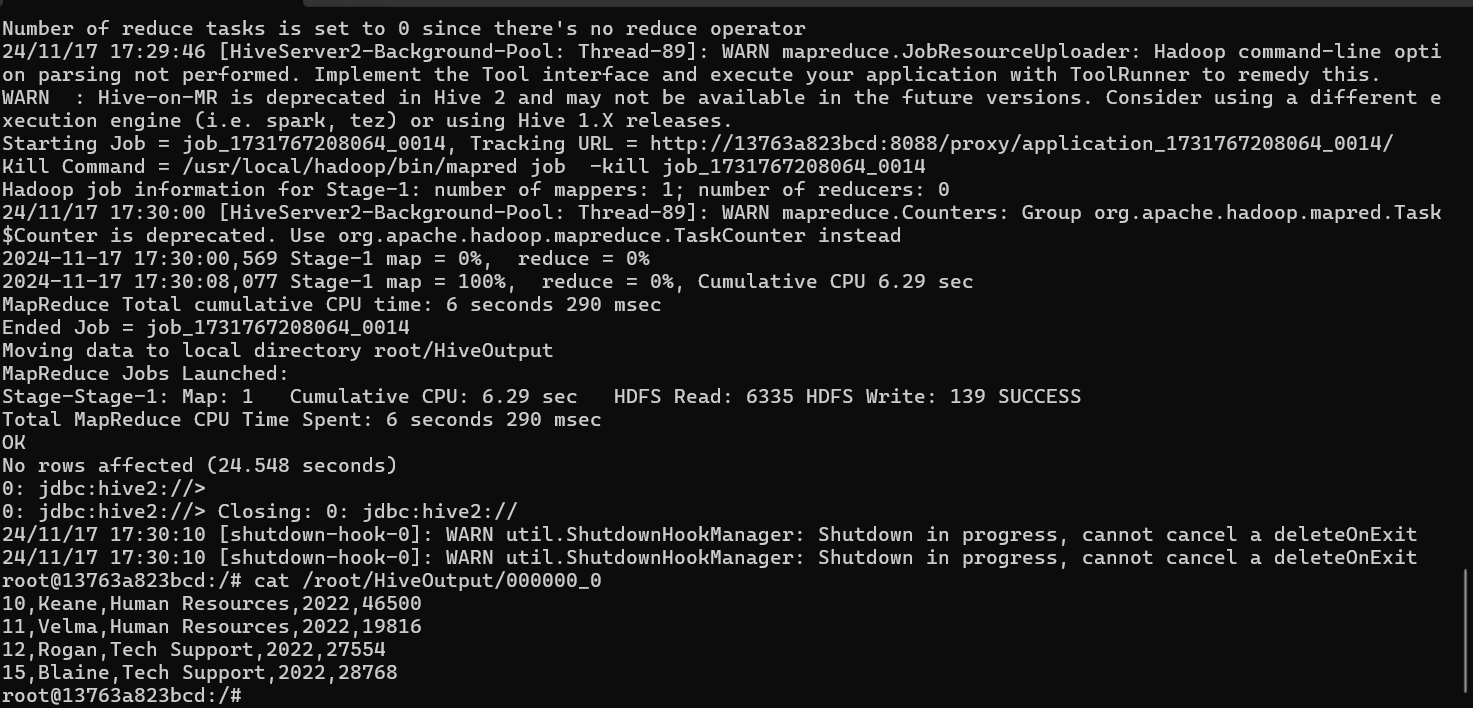 Number of reduce tasks is set to 0 since there's no reduce operator
24/11/17 17:29:46 [HiveServer2-Background-Pool: Thread-89]: WARN mapreduce.JobResourceUploader: Hadoop command-line opti
on parsing not performed. Implement the Tool interface and execute your application with ToolRunner to remedy this.
WARN  : Hive-on-MR is deprecated in Hive 2 and may not be available in the future versions. Consider using a different e
xecution engine (i.e. spark, tez) or using Hive 1.X releases.
Starting Job = job_1731767208064_0014, Tracking URL = http://13763a823bcd:8088/proxy/application_1731767208064_0014/
Kill Command = /usr/local/hadoop/bin/mapred job  -kill job_1731767208064_0014
Hadoop job information for Stage-1: number of mappers: 1; number of reducers: 0
24/11/17 17:30:00 [HiveServer2-Background-Pool: Thread-89]: WARN mapreduce.Counters: Group org.apache.hadoop.mapred.Task
$Counter is deprecated. Use org.apache.hadoop.mapreduce.TaskCounter instead
2024-11-17 17:30:00,569 Stage-1 map = 0%,  reduce = 0%
2024-11-17 17:30:08,077 Stage-1 map = 100%,  reduce = 0%, Cumulative CPU 6.29 sec
MapReduce Total cumulative CPU time: 6 seconds 290 msec
Ended Job = job_1731767208064_0014
Moving data to local directory root/HiveOutput
MapReduce Jobs Launched:
Stage-Stage-1: Map: 1   Cumulative CPU: 6.29 sec   HDFS Read: 6335 HDFS Write: 139 SUCCESS
Total MapReduce CPU Time Spent: 6 seconds 290 msec
OK
No rows affected (24.548 seconds)
0: jdbc:hive2://>
0: jdbc:hive2://> Closing: 0: jdbc:hive2://
24/11/17 17:30:10 [shutdown-hook-0]: WARN util.ShutdownHookManager: Shutdown in progress, cannot cancel a deleteOnExit
24/11/17 17:30:10 [shutdown-hook-0]: WARN util.ShutdownHookManager: Shutdown in progress, cannot cancel a deleteOnExit
root@13763a823bcd:/# cat /root/HiveOutput/000000_0
10,Keane,Human Resources,2022,46500
11,Velma,Human Resources,2022,19816
12,Rogan,Tech Support,2022,27554
15,Blaine,Tech Support,2022,28768
root@13763a823bcd:/#